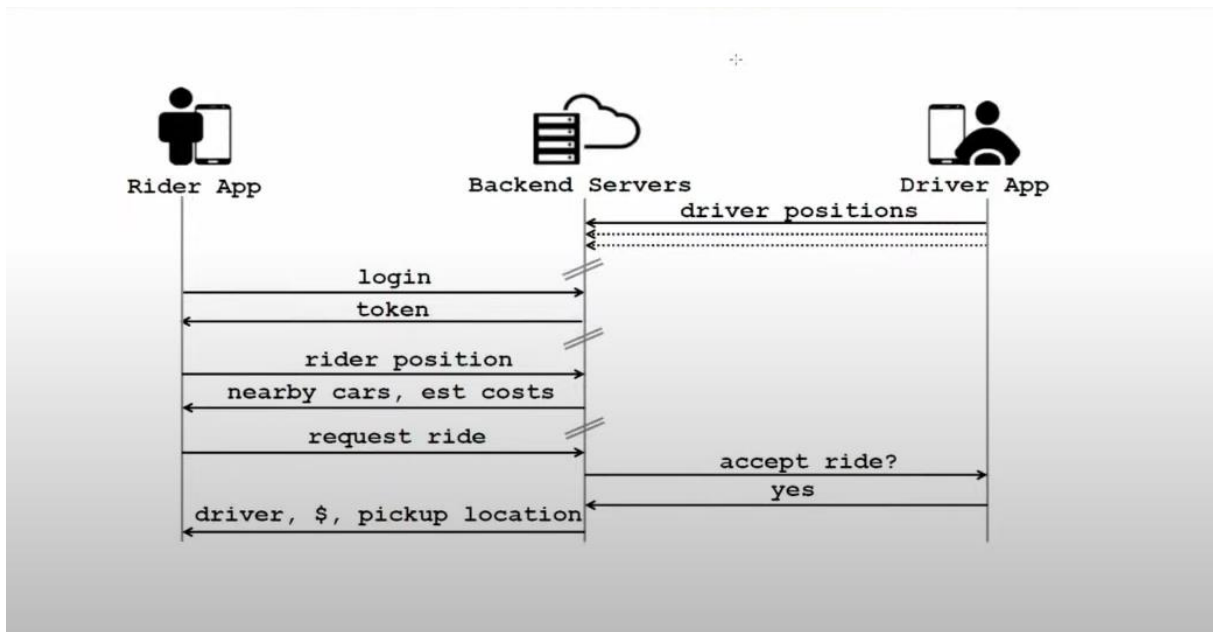 Rider App
Backend Servers
Driver App
driver positions
login
token
rider position
nearby cars, est costs
request ride
accept ride?
yes
driver, $, pickup location